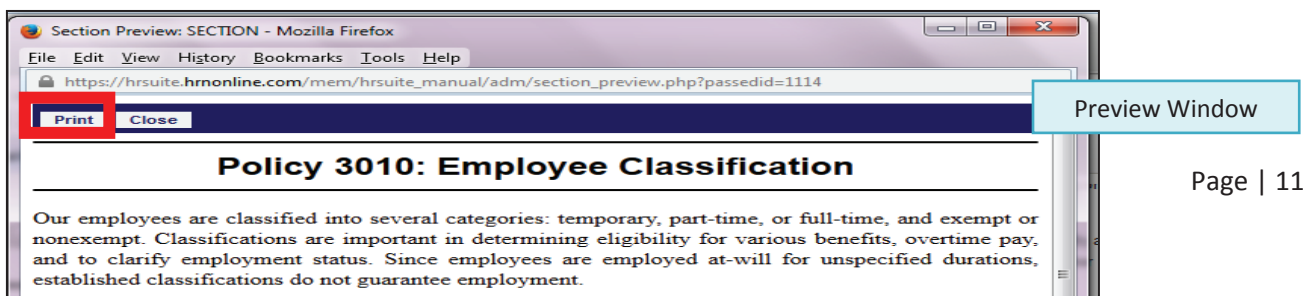 Section Preview: SECTION - Mozilla Firefox
File Edit View History Bookmarks Tools Help
https://hrsuite.hrnonline.com/mem/hrsuite_manual/adm/section_preview.php?passedid=1114
Print Close
Preview Window
Policy 3010: Employee Classification
Page | 11
Our employees are classified into several categories: temporary, part-time, or full-time, and exempt or
nonexempt. Classifications are important in determining eligibility for various benefits, overtime pay,
and to clarify employment status. Since employees are employed at-will for unspecified durations,
established classifications do not guarantee employment.